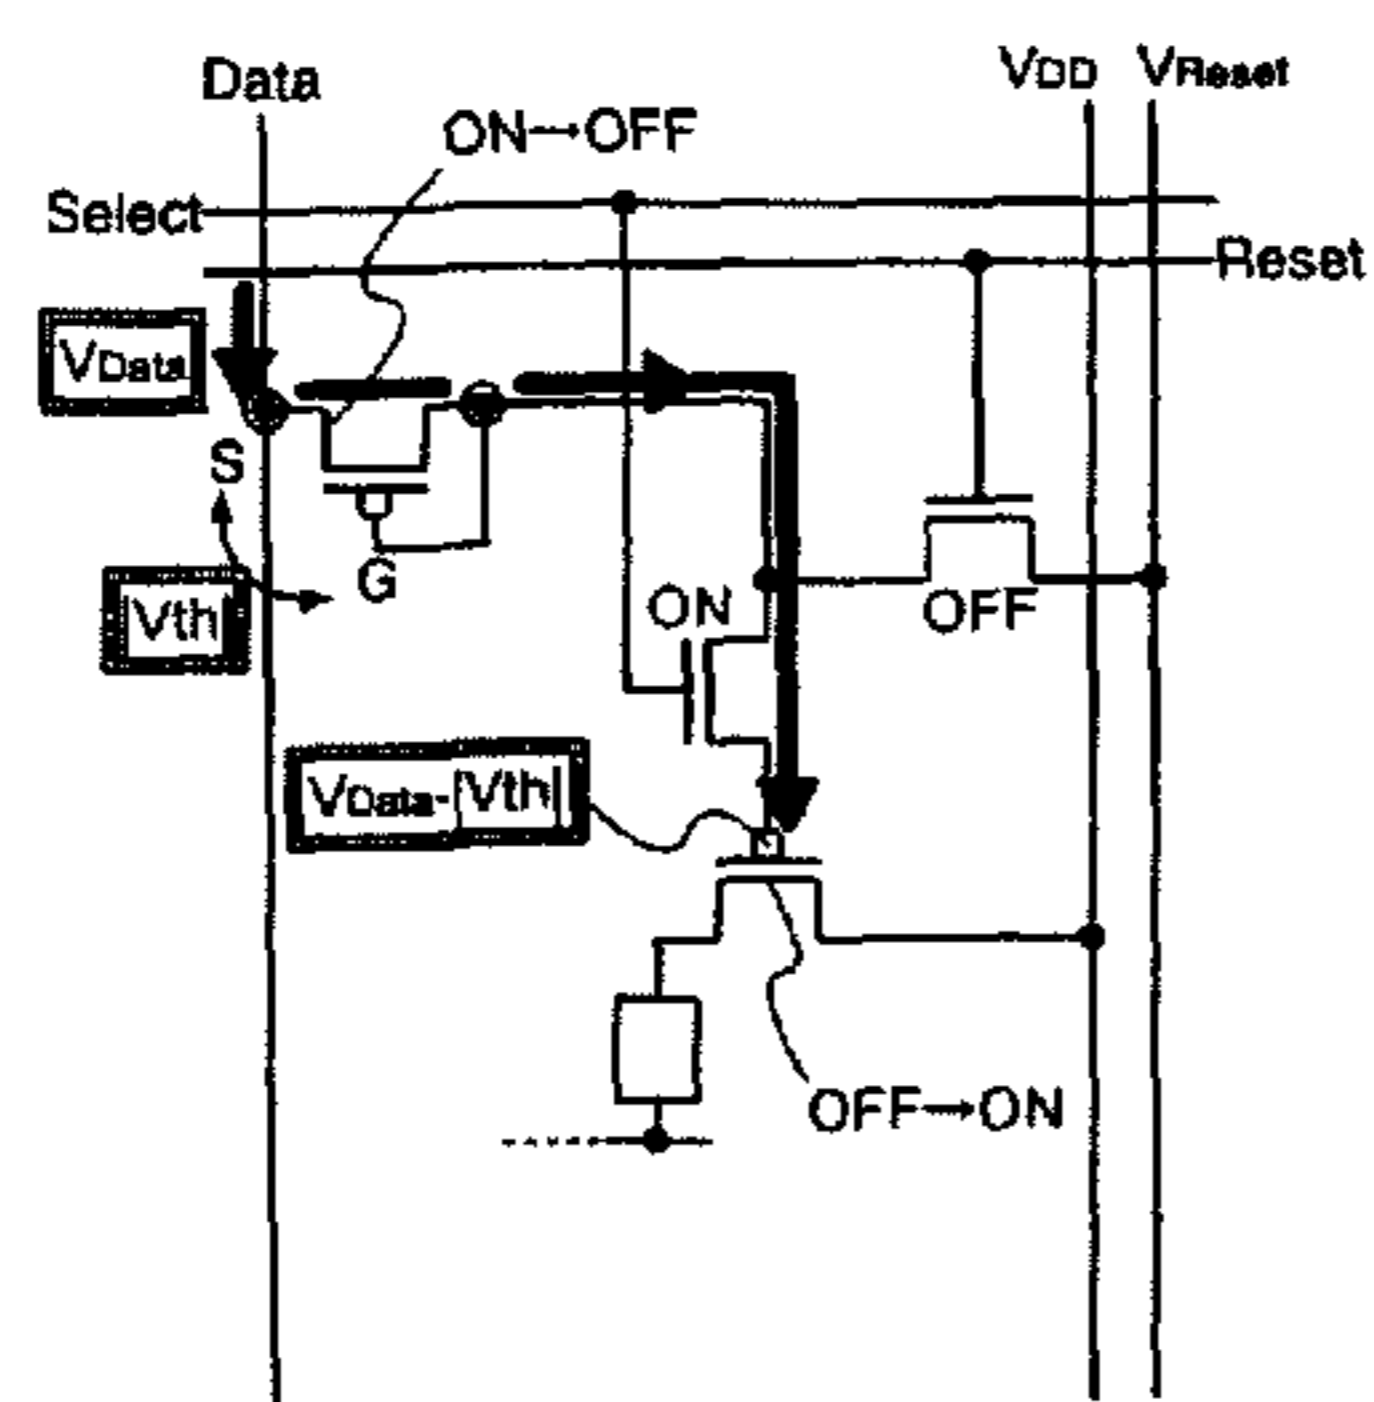 Data
VDD
VReset
ON→OFF
Select
Reset
VData
S
G
|Vth|
ON
OFF
VData-|Vth|
OFF→ON